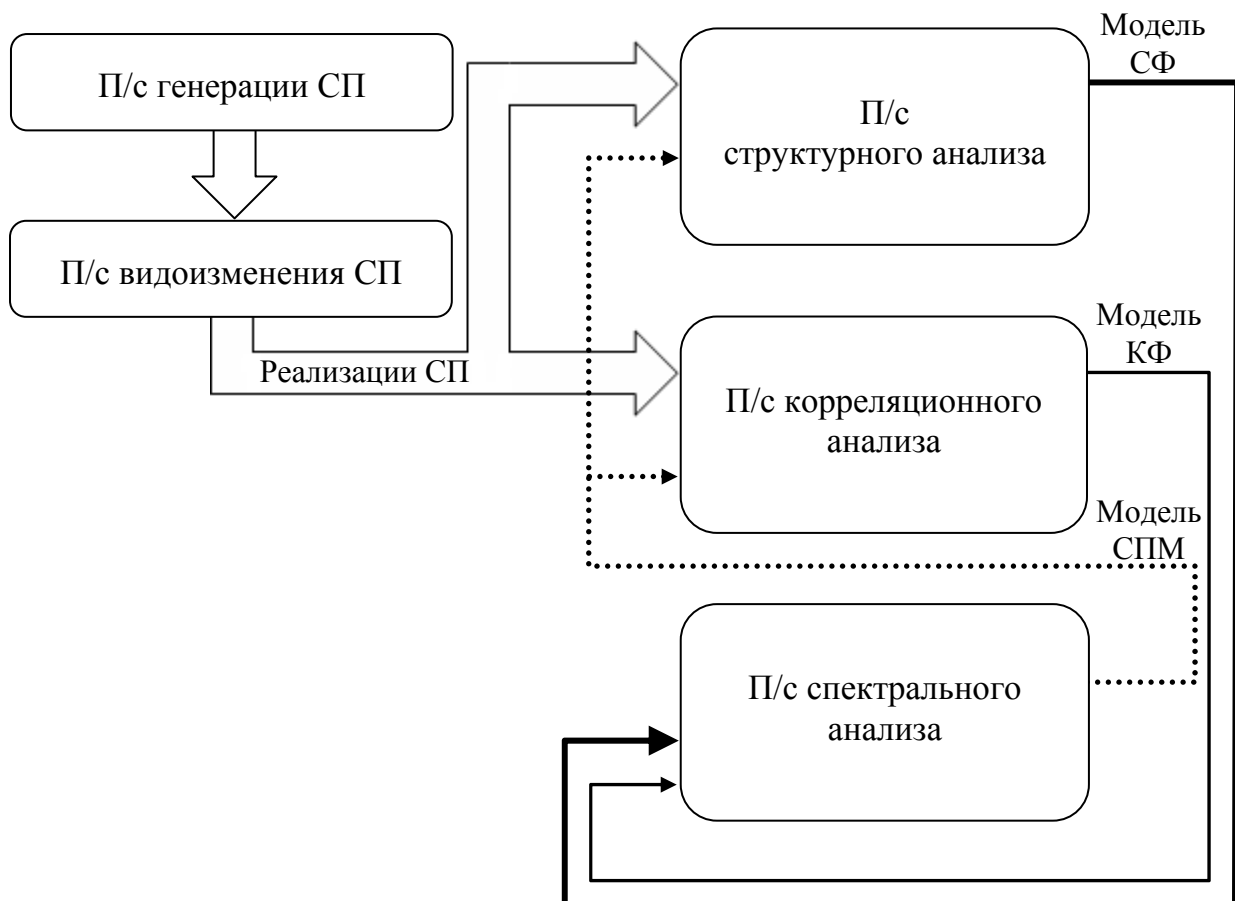 П/с генерации СП
П/с видоизменения СП
Реализации СП
П/с
структурного анализа
Модель
СФ
П/с корреляционного
анализа
Модель
КФ
Модель
СПМ
П/с спектрального
анализа